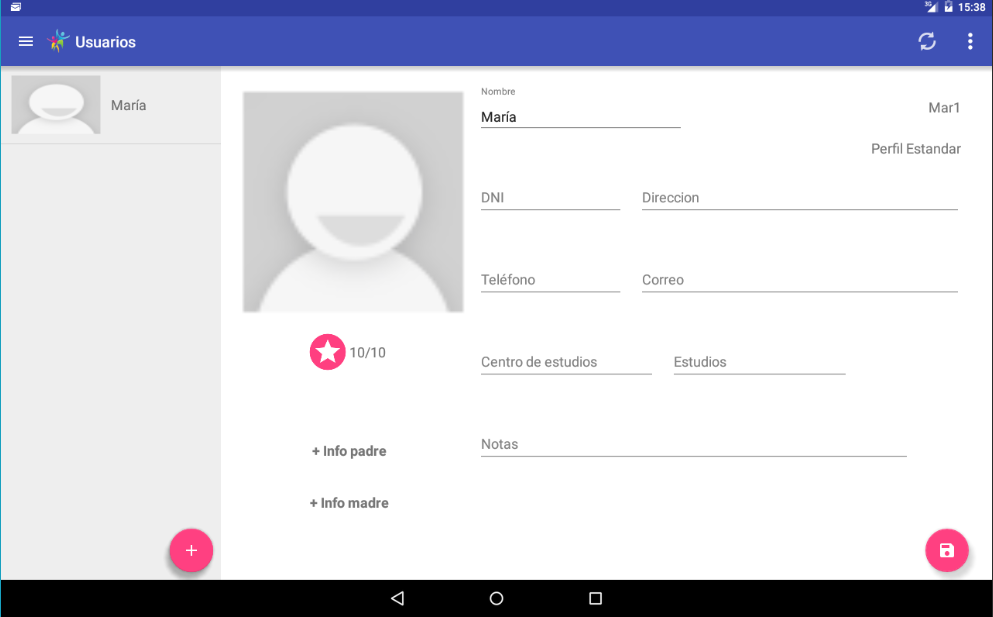 3G 15:38
Usuarios
María
Nombre
María
Mar1
Perfil Estandar
DNI
Direccion
Teléfono
Correo
10/10
Centro de estudios
Estudios
+ Info padre
Notas
+ Info madre
+